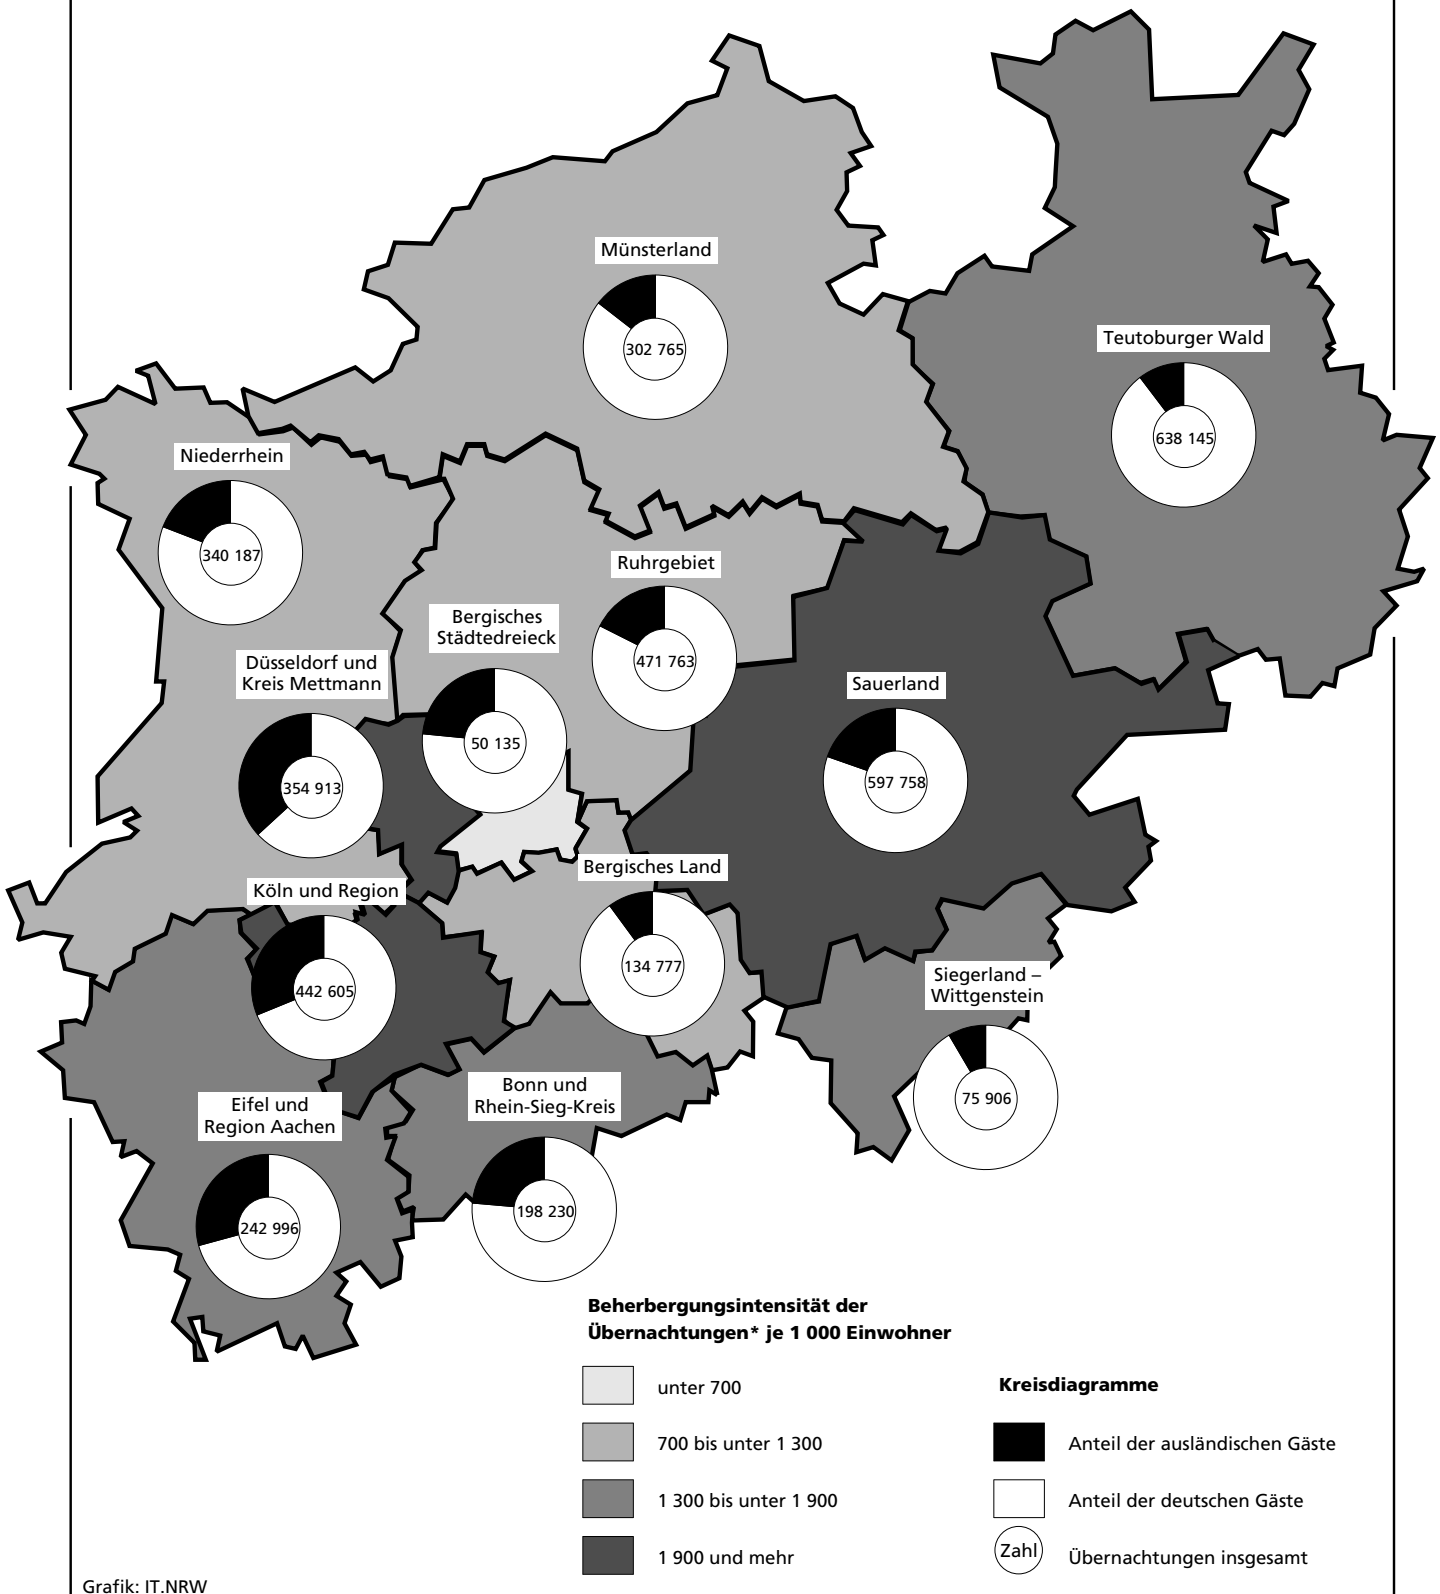 Münsterland
302 765
Teutoburger Wald
638 145
Niederrhein
340 187
Ruhrgebiet
471 763
Bergisches
Städtedreieck
50 135
Düsseldorf und
Kreis Mettmann
354 913
Sauerland
597 758
Bergisches Land
134 777
Köln und Region
442 605
Siegerland –
Wittgenstein
75 906
Bonn und
Rhein-Sieg-Kreis
198 230
Eifel und
Region Aachen
242 996
Beherbergungsintensität der
Übernachtungen* je 1 000 Einwohner
unter 700
700 bis unter 1 300
1 300 bis unter 1 900
1 900 und mehr
Kreisdiagramme
Anteil der ausländischen Gäste
Anteil der deutschen Gäste
Zahl
Übernachtungen insgesamt
Grafik: IT.NRW